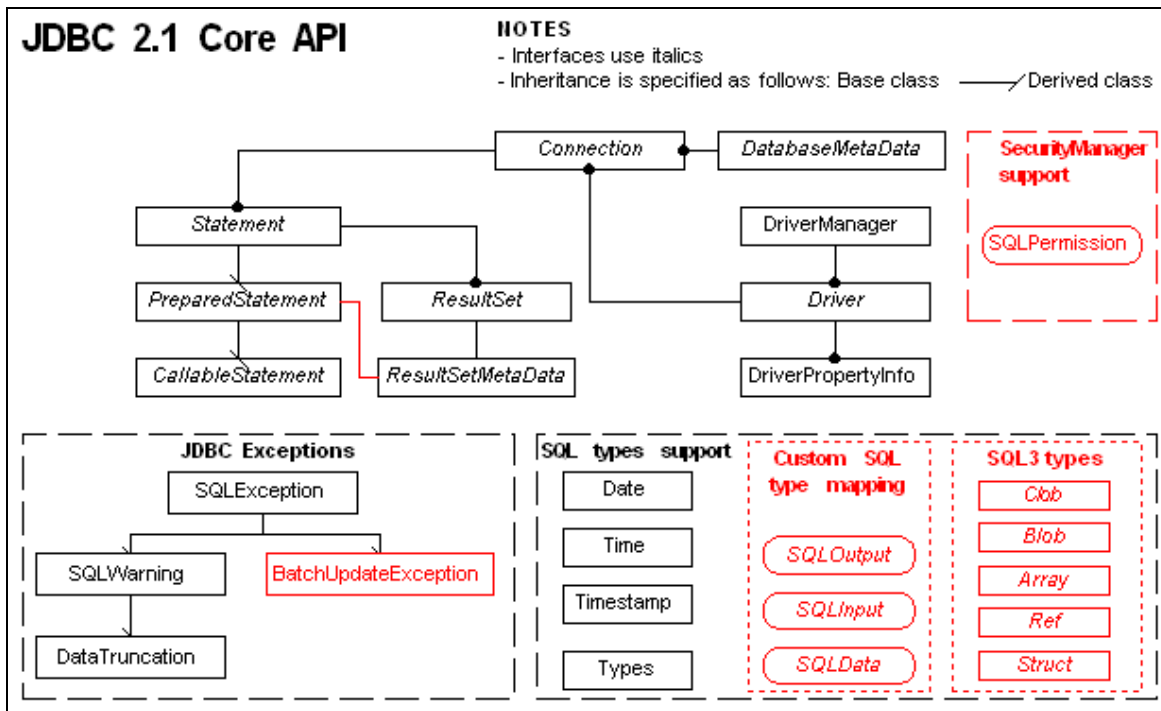 JDBC 2.1 Core API
NOTES
- Interfaces use italics
- Inheritance is specified as follows: Base class Derived class
Connection
DatabaseMetaData
SecurityManager
support
SQLPermission
Statement
DriverManager
PreparedStatement
ResultSet
Driver
CallableStatement
ResultSetMetaData
DriverPropertyInfo
JDBC Exceptions
SQLException
SQLWarning
BatchUpdateException
DataTruncation
SQL types support
Date
Time
Timestamp
Types
Custom SQL
type mapping
SQLOutput
SQLInput
SQLData
SQL3 types
Clob
Blob
Array
Ref
Struct